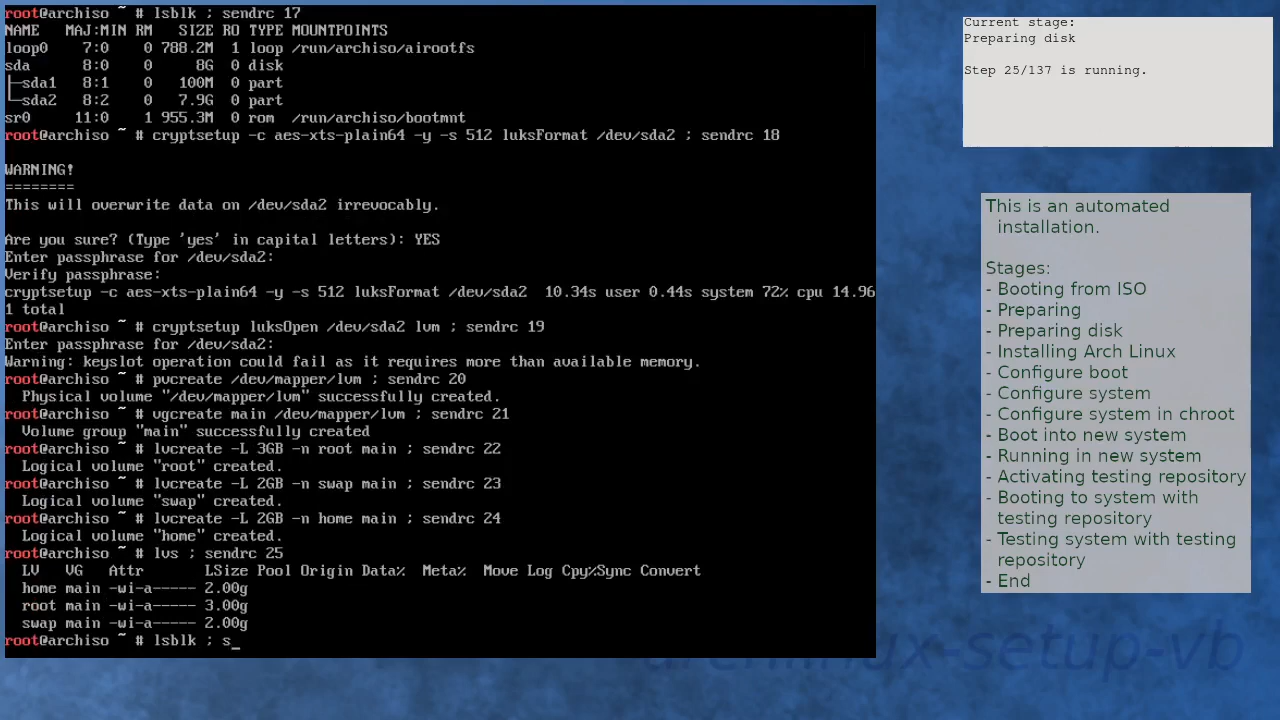 root@archiso ~ # lsblk ; sendrc 17
NAME   MAJ:MIN RM   SIZE RO TYPE MOUNTPOINTS
loop0    7:0    0 788.2M  1 loop /run/archiso/airootfs
sda      8:0    0     8G  0 disk
├─sda1   8:1    0   100M  0 part
└─sda2   8:2    0   7.9G  0 part
sr0     11:0    1 955.3M  0 rom  /run/archiso/bootmnt
root@archiso ~ # cryptsetup -c aes-xts-plain64 -y -s 512 luksFormat /dev/sda2 ; sendrc 18
WARNING!
========
This will overwrite data on /dev/sda2 irrevocably.
Are you sure? (Type 'yes' in capital letters): YES
Enter passphrase for /dev/sda2:
Verify passphrase:
cryptsetup -c aes-xts-plain64 -y -s 512 luksFormat /dev/sda2  10.34s user 0.44s system 72% cpu 14.96
1 total
root@archiso ~ # cryptsetup luksOpen /dev/sda2 lvm ; sendrc 19
Enter passphrase for /dev/sda2:
Warning: keyslot operation could fail as it requires more than available memory.
root@archiso ~ # pvcreate /dev/mapper/lvm ; sendrc 20
  Physical volume "/dev/mapper/lvm" successfully created.
root@archiso ~ # vgcreate main /dev/mapper/lvm ; sendrc 21
  Volume group "main" successfully created
root@archiso ~ # lvcreate -L 3GB -n root main ; sendrc 22
  Logical volume "root" created.
root@archiso ~ # lvcreate -L 2GB -n swap main ; sendrc 23
  Logical volume "swap" created.
root@archiso ~ # lvcreate -L 2GB -n home main ; sendrc 24
  Logical volume "home" created.
root@archiso ~ # lvs ; sendrc 25
  LV   VG   Attr       LSize Pool Origin Data%  Meta%  Move Log Cpy%Sync Convert
  home main -wi-a----- 2.00g
  root main -wi-a----- 3.00g
  swap main -wi-a----- 2.00g
root@archiso ~ # lsblk ; s_
Current stage:
Preparing disk
Step 25/137 is running.
This is an automated
installation.
Stages:
- Booting from ISO
- Preparing
- Preparing disk
- Installing Arch Linux
- Configure boot
- Configure system
- Configure system in chroot
- Boot into new system
- Running in new system
- Activating testing repository
- Booting to system with
testing repository
- Testing system with testing
repository
- End
archlinux-setup-vb